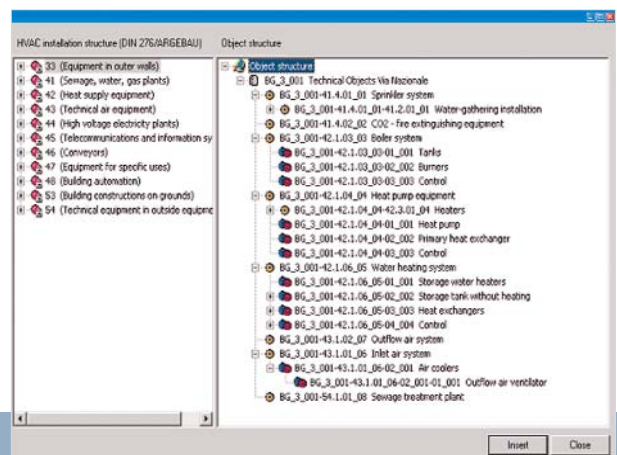 HVAC installation structure (DIN 276/ARGEBAU)
33 (Equipment in outer walls)
41 (Sewage, water, gas plants)
42 (Heat supply equipment)
43 (Technical air equipment)
44 (High voltage electricity plants)
45 (Telecommunications and information sy
46 (Conveyors)
47 (Equipment for specific uses)
48 (Building automation)
53 (Building constructions on grounds)
54 (Technical equipment in outside equipme
Object structure
Object structure
BG_3_001 Technical Objects Via Nazionale
BG_3_001-41.4.01_01 Sprinkler system
BG_3_001-41.4.01_01-41.2.01_01 Water-gathering installation
BG_3_001-41.4.02_02 CO2 - fire extinguishing equipment
BG_3_001-42.1.03_03 Boiler system
BG_3_001-42.1.03_03-01_001 Tanks
BG_3_001-42.1.03_03-02_002 Burners
BG_3_001-42.1.03_03-03_003 Control
BG_3_001-42.1.04_04 Heat pump equipment
BG_3_001-42.1.04_04-42.3.01_04 Heaters
BG_3_001-42.1.04_04-01_001 Heat pump
BG_3_001-42.1.04_04-02_002 Primary heat exchanger
BG_3_001-42.1.04_04-03_003 Control
BG_3_001-42.1.06_05 Water heating system
BG_3_001-42.1.06_05-01_001 Storage water heaters
BG_3_001-42.1.06_05-02_002 Storage tank without heating
BG_3_001-42.1.06_05-03_003 Heat exchangers
BG_3_001-42.1.06_05-04_004 Control
BG_3_001-43.1.02_07 Outflow air system
BG_3_001-43.1.01_06 Inlet air system
BG_3_001-43.1.01_06-02_001 Air coolers
BG_3_001-43.1.01_06-02_001-01_001 Outflow air ventilator
BG_3_001-54.1.01_08 Sewage treatment plant
Insert
Close